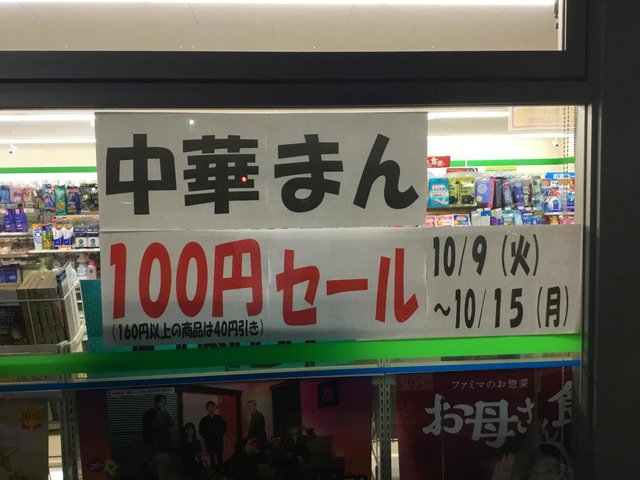 中華まん
100円セール
(160円以上の商品は40円引き)
10/9(火)
~10/15(月)
ファミマのお惣菜
お母さん